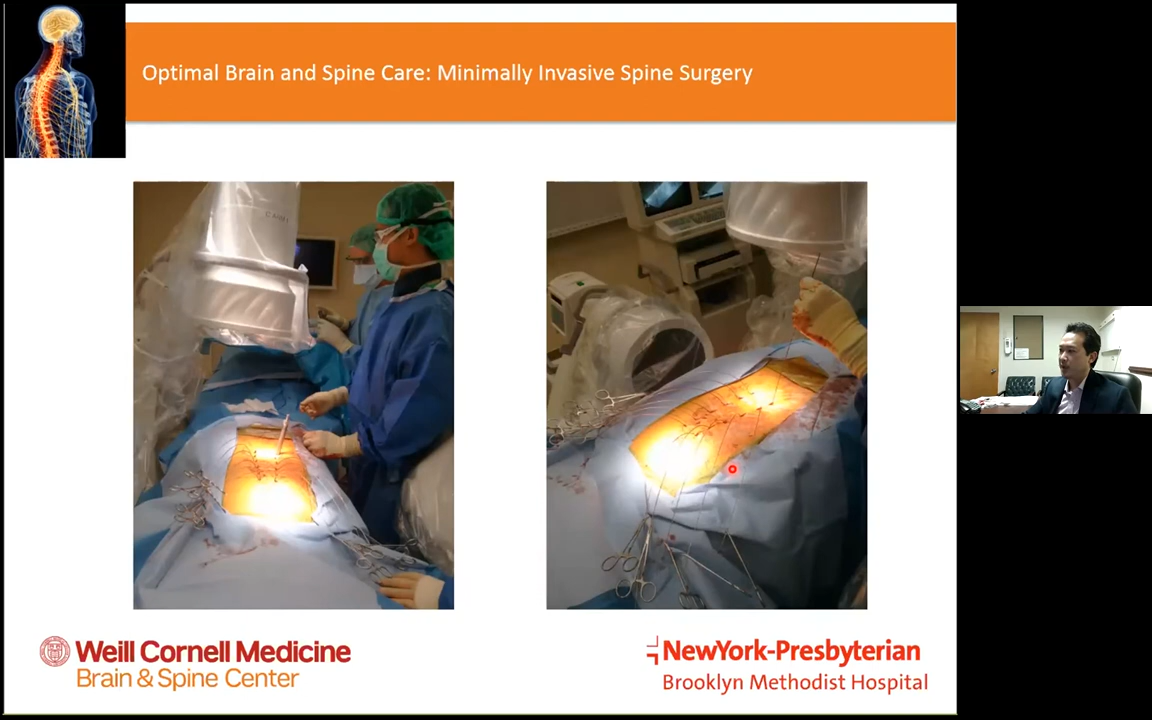 Optimal Brain and Spine Care: Minimally Invasive Spine Surgery
Weill Cornell Medicine
Brain & Spine Center
NewYork-Presbyterian
Brooklyn Methodist Hospital